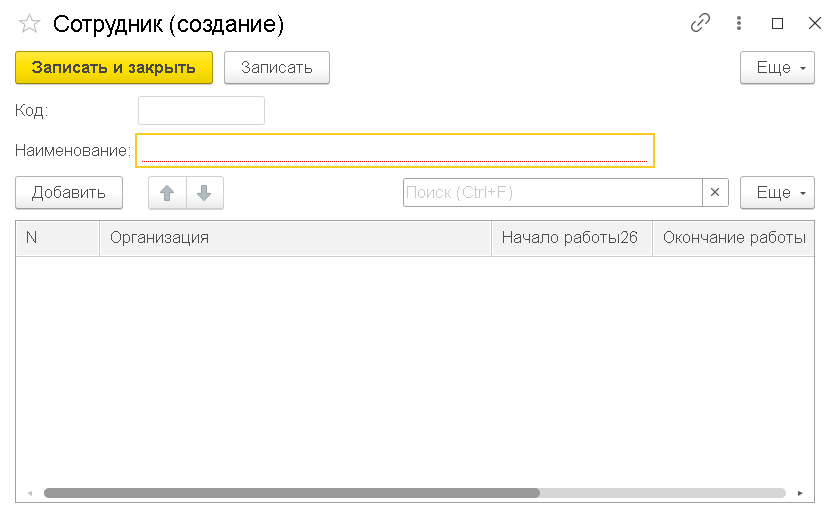 Сотрудник (создание)
Записать и закрыть Записать Еще
Код:
Наименование:
Добавить Поиск (Ctrl+F) × Еще
N Организация Начало работы26 Окончание работы